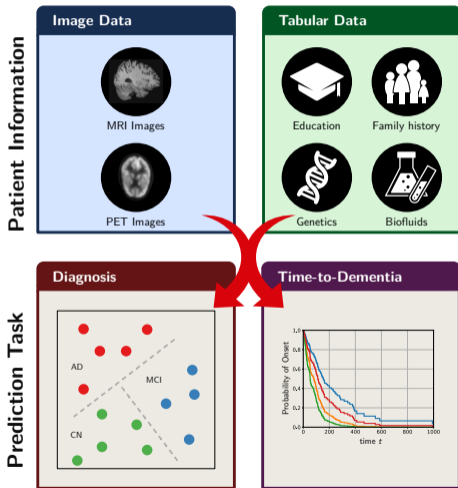 Patient Information
Image Data
MRI Images
PET Images
Tabular Data
Education
Family history
Genetics
Biofluids
Prediction Task
Diagnosis
AD
MCI
CN
Time-to-Dementia
Probability of Onset
1.0
0.8
0.6
0.4
0.2
0.0
0
200
400
600
800
1000
time t